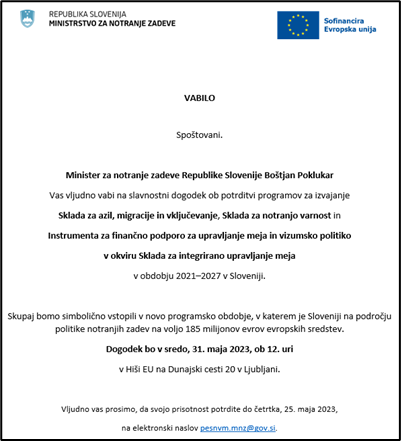 REPUBLIKA SLOVENIJA
MINISTRSTVO ZA NOTRANJE ZADEVE
Sofinancira
Evropska unija
VABILO
Spoštovani.
Minister za notranje zadeve Republike Slovenije Boštjan Poklukar
Vas vljudno vabi na slavnostni dogodek ob potrditvi programov za izvajanje
Sklada za azil, migracije in vključevanje, Sklada za notranjo varnost in
Instrumenta za finančno podporo za upravljanje meja in vizumsko politiko
v okviru Sklada za integrirano upravljanje meja
v obdobju 2021–2027 v Sloveniji.
Skupaj bomo simbolično vstopili v novo programsko obdobje, v katerem je Sloveniji na področju
politike notranjih zadev na voljo 185 milijonov evrov evropskih sredstev.
Dogodek bo v sredo, 31. maja 2023, ob 12. uri
v Hiši EU na Dunajski cesti 20 v Ljubljani.
Vljudno vas prosimo, da svojo prisotnost potrdite do četrtka, 25. maja 2023,
na elektronski naslov pesnvm.mnz@gov.si.